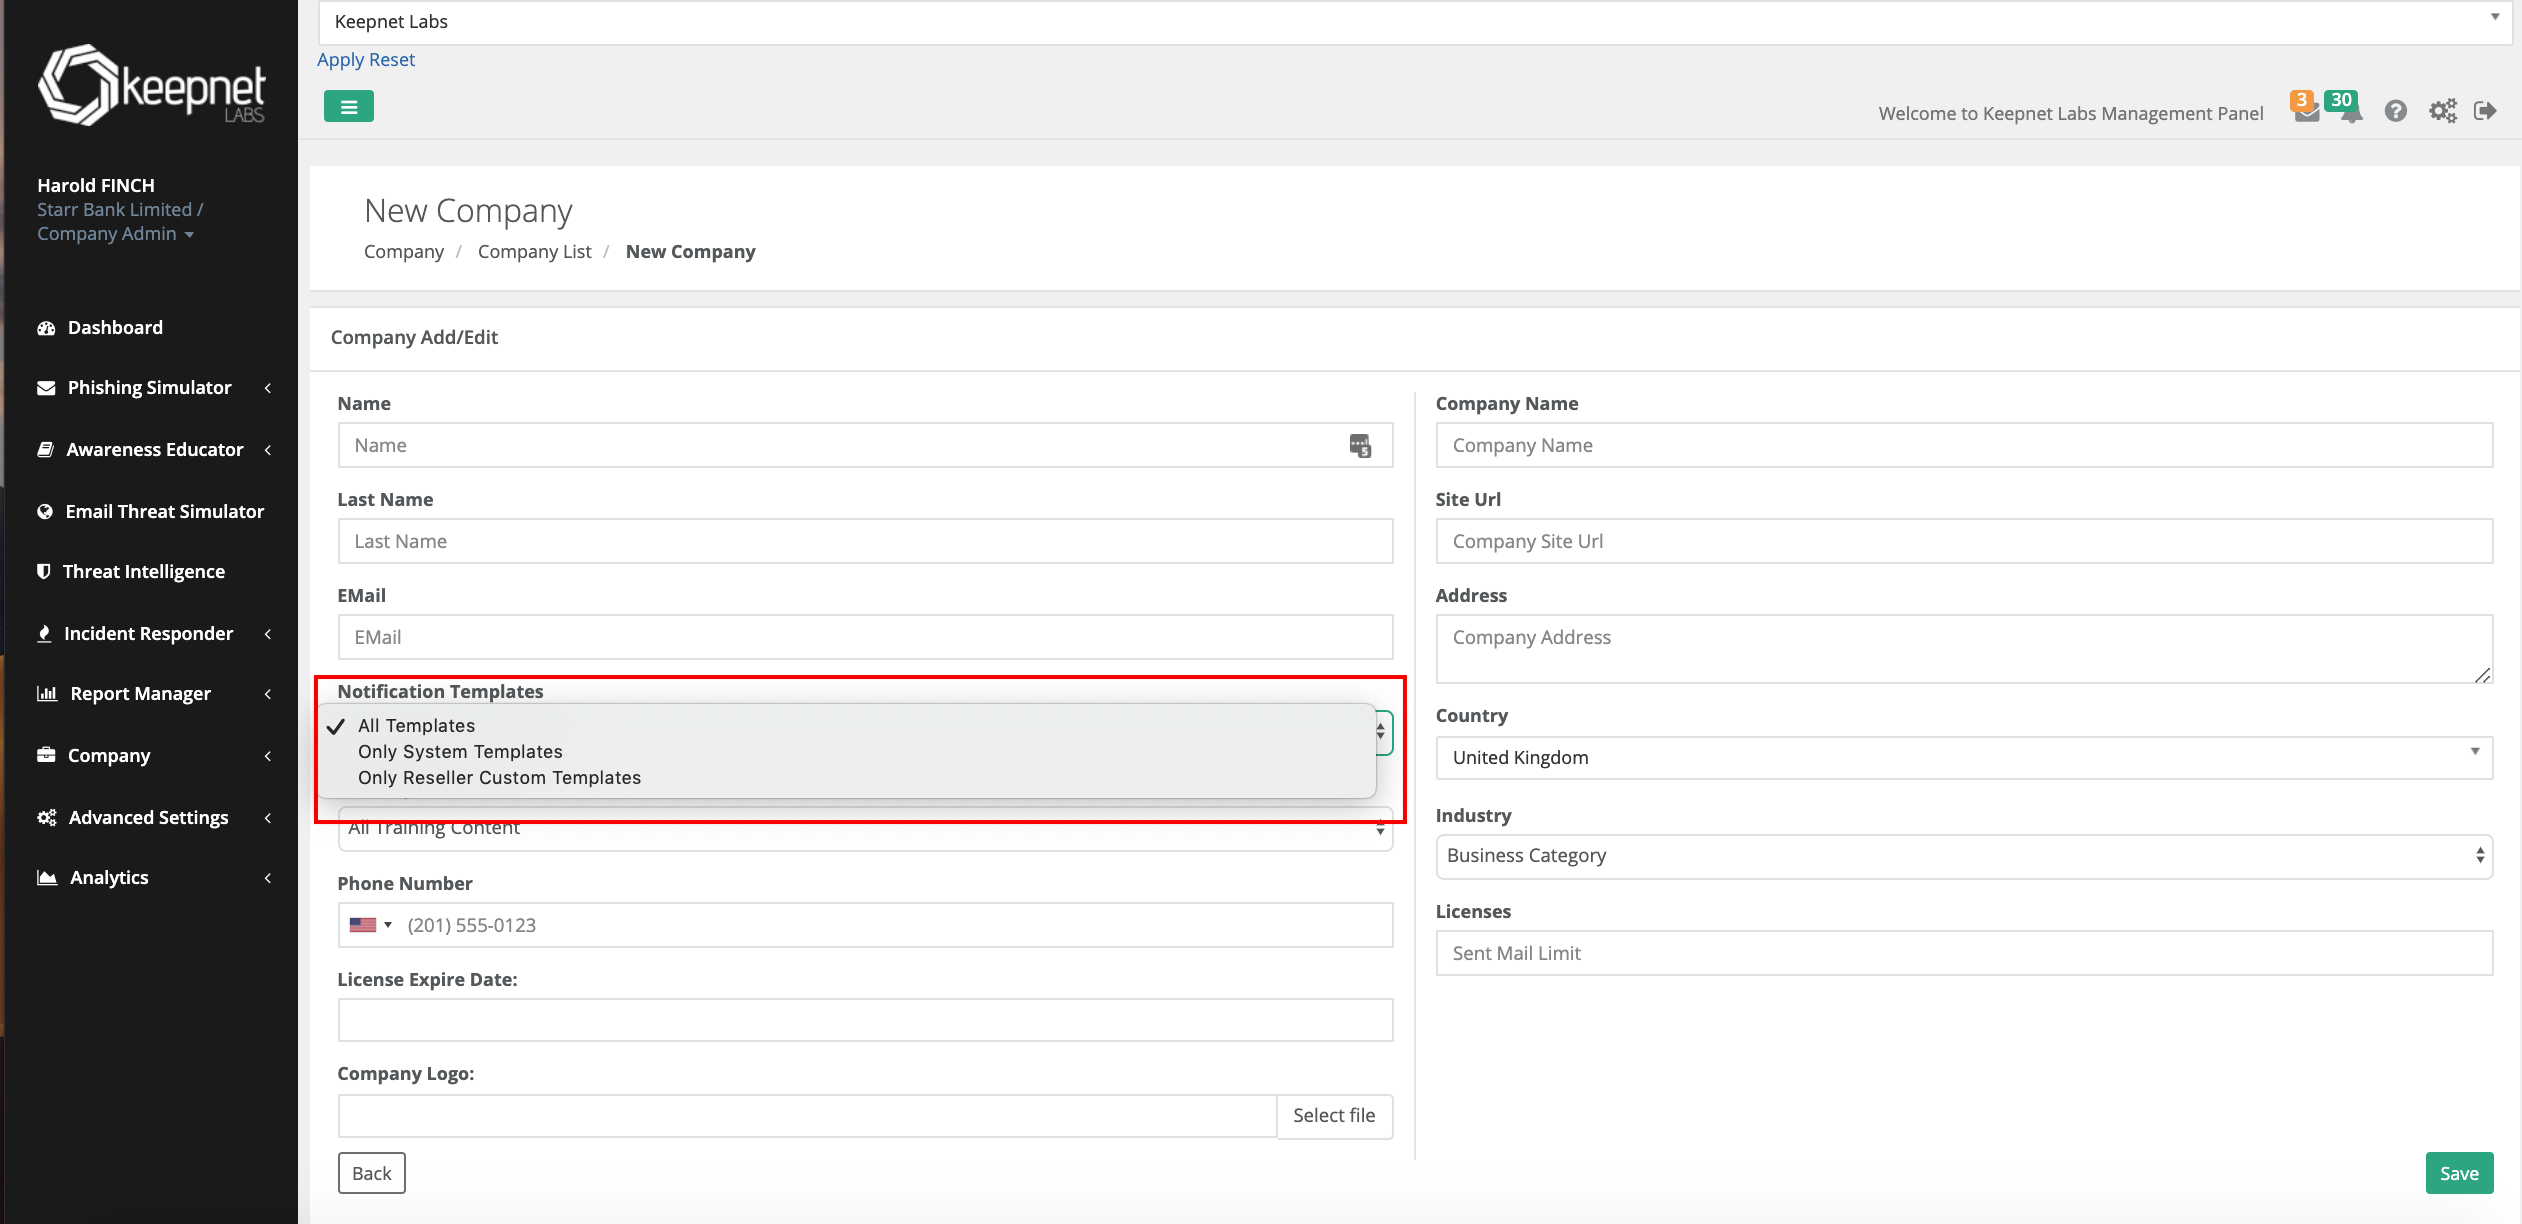 keepnet
LABS
Harold FINCH
Starr Bank Limited /
Company Admin
Dashboard
Phishing Simulator
Awareness Educator
Email Threat Simulator
Threat Intelligence
Incident Responder
Report Manager
Company
Advanced Settings
Analytics
Keepnet Labs
Apply Reset
Welcome to Keepnet Labs Management Panel
3
30
New Company
Company / Company List / New Company
Company Add/Edit
Name
Name
Last Name
Last Name
EMail
EMail
Notification Templates
All Templates
Only System Templates
Only Reseller Custom Templates
All Training Content
Phone Number
(201) 555-0123
License Expire Date:
Company Logo:
Select file
Back
Company Name
Company Name
Site Url
Company Site Url
Address
Company Address
Country
United Kingdom
Industry
Business Category
Licenses
Sent Mail Limit
Save